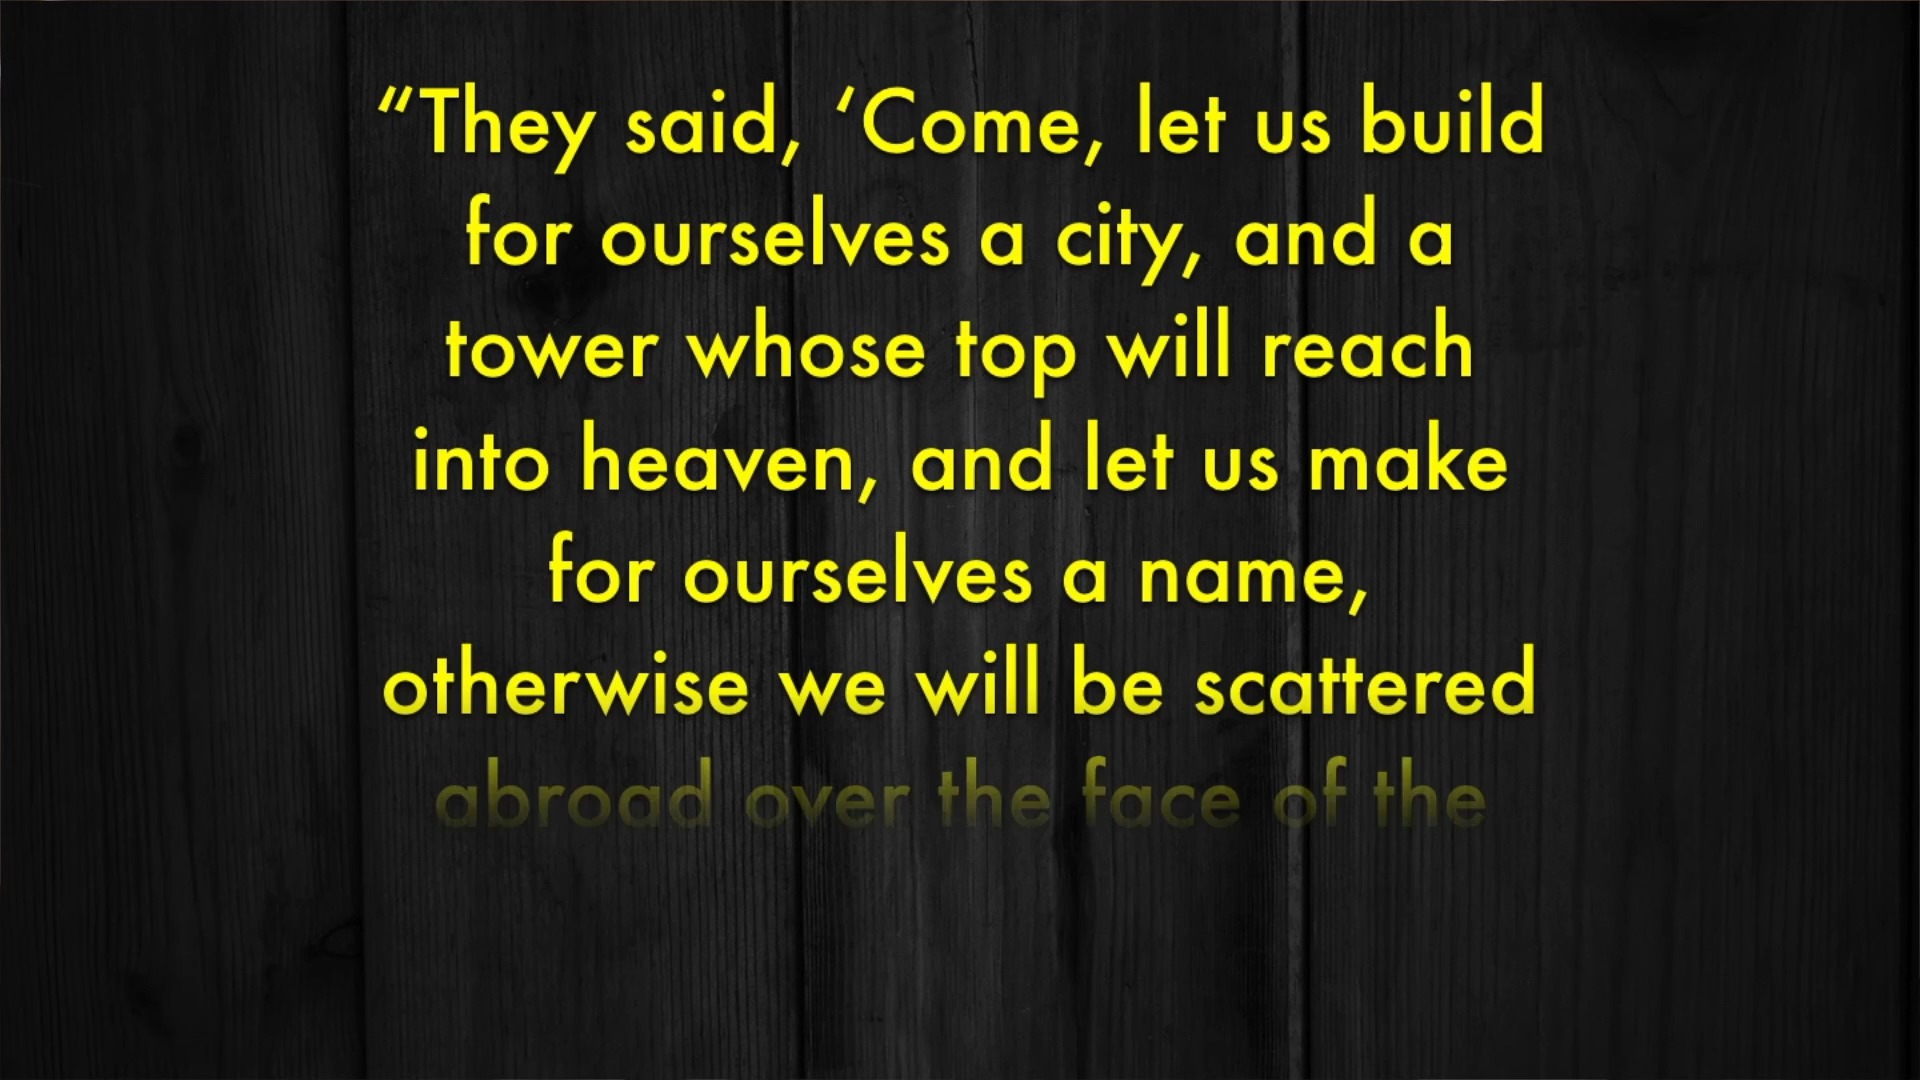 “They said, ‘Come, let us build
for ourselves a city, and a
tower whose top will reach
into heaven, and let us make
for ourselves a name,
otherwise we will be scattered
abroad over the face of the